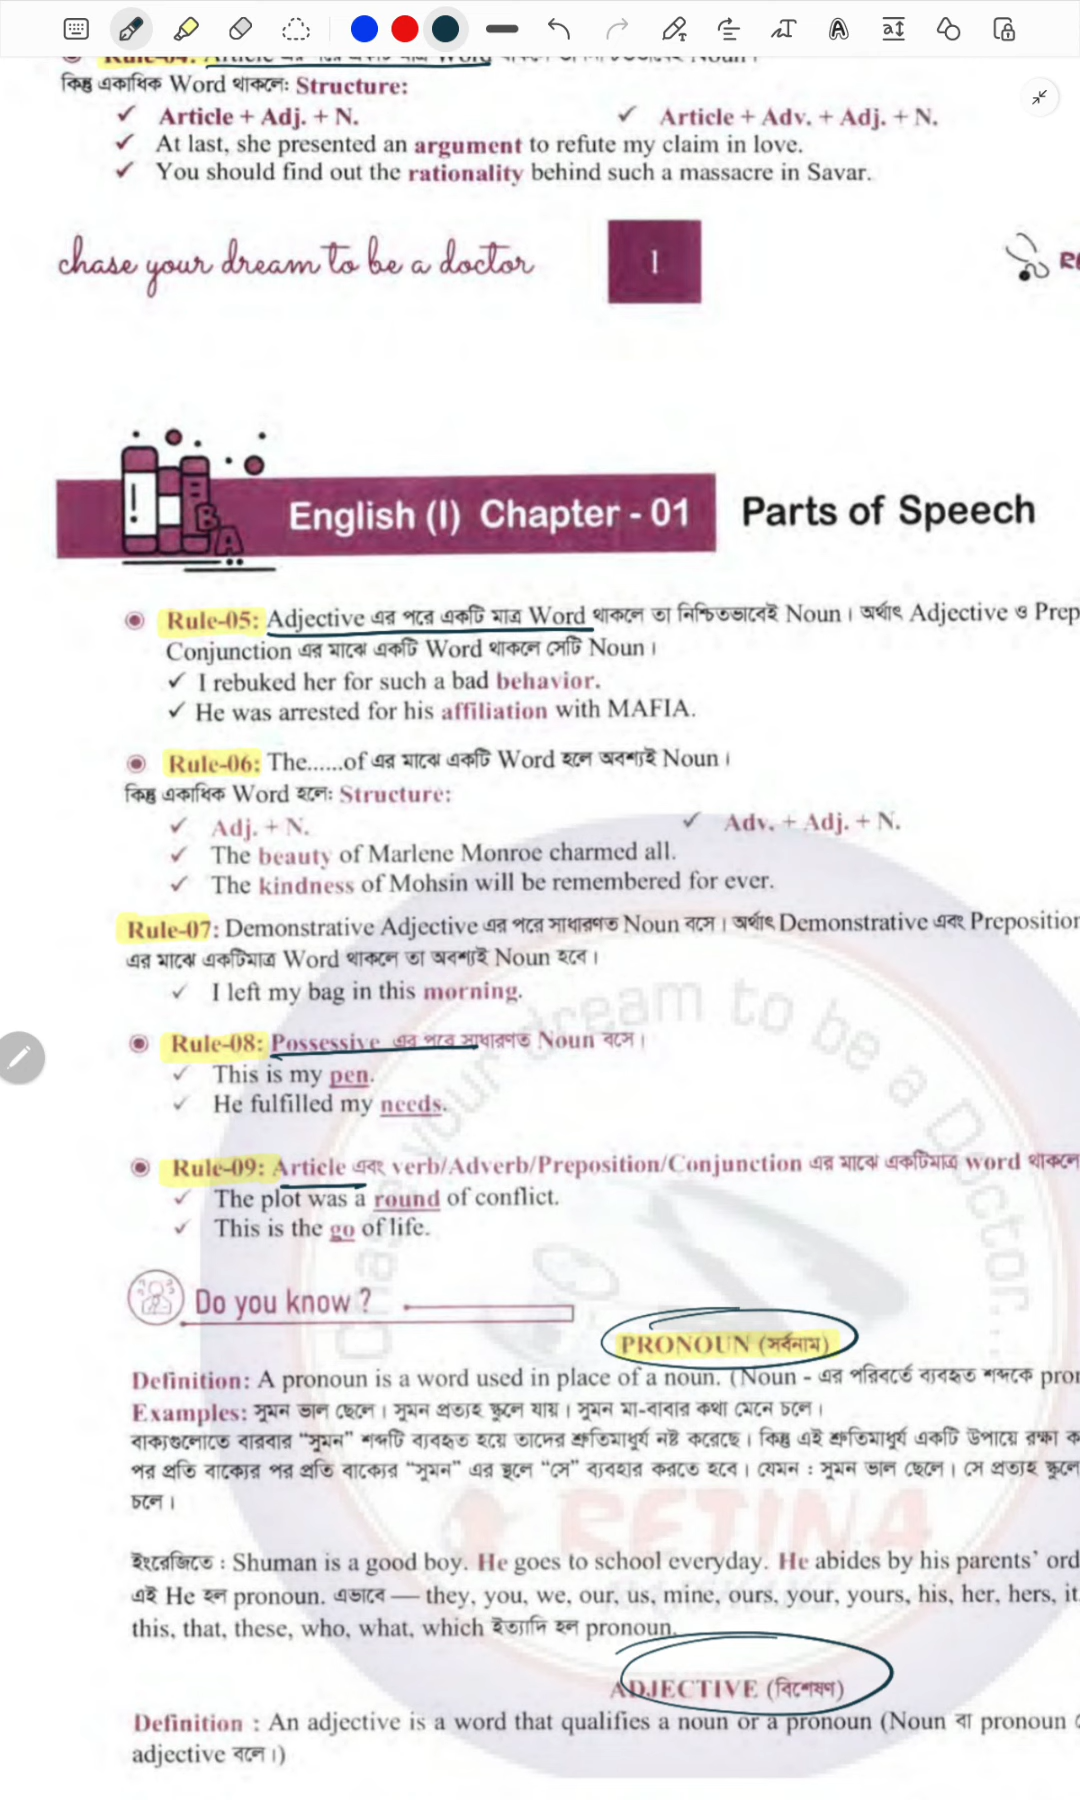 কিন্তু একাধিক Word থাকলেঃ Structure:
✓ Article + Adj. + N. ✓ Article + Adv. + Adj. + N.
✓ At last, she presented an argument to refute my claim in love.
✓ You should find out the rationality behind such a massacre in Savar.
chase your dream to be a doctor
1
English (I) Chapter - 01 Parts of Speech
Rule-05: Adjective এর পরে একটি মাত্র Word থাকলে তা নিশ্চিতভাবেই Noun। অর্থাৎ Adjective ও Prep
Conjunction এর মাঝে একটি Word থাকলে সেটি Noun।
✓ I rebuked her for such a bad behavior.
✓ He was arrested for his affiliation with MAFIA.
Rule-06: The......of এর মাঝে একটি Word হলে অবশ্যই Noun।
কিন্তু একাধিক Word হলেঃ Structure:
✓ Adj. + N. ✓ Adv. + Adj. + N.
✓ The beauty of Marlene Monroe charmed all.
✓ The kindness of Mohsin will be remembered for ever.
Rule-07: Demonstrative Adjective এর পরে সাধারণত Noun বসে। অর্থাৎ Demonstrative এবং Preposition
এর মাঝে একটিমাত্র Word থাকলে তা অবশ্যই Noun হবে।
✓ I left my bag in this morning.
Rule-08: Possessive এর পরে সাধারণত Noun বসে।
✓ This is my pen.
✓ He fulfilled my needs.
Rule-09: Article এবং verb/Adverb/Preposition/Conjunction এর মাঝে একটিমাত্র word থাকলে
✓ The plot was a round of conflict.
✓ This is the go of life.
Do you know ?
PRONOUN (সর্বনাম)
Definition: A pronoun is a word used in place of a noun. (Noun - এর পরিবর্তে ব্যবহৃত শব্দকে pro
Examples: সুমন ভাল ছেলে। সুমন প্রত্যহ স্কুলে যায়। সুমন মা-বাবার কথা মেনে চলে।
বাক্যগুলোতে বারবার “সুমন” শব্দটি ব্যবহৃত হয়ে তাদের শ্রুতিমাধুর্য নষ্ট করেছে। কিন্তু এই শ্রুতিমাধুর্য একটি উপায়ে রক্ষা ক
পর প্রতি বাক্যের পর প্রতি বাক্যের “সুমন” এর স্থলে “সে” ব্যবহার করতে হবে। যেমন : সুমন ভাল ছেলে। সে প্রত্যহ স্কুলে
চলে।
ইংরেজিতে : Shuman is a good boy. He goes to school everyday. He abides by his parents’ ord
এই He হল pronoun. এভাবে — they, you, we, our, us, mine, ours, your, yours, his, her, hers, it
this, that, these, who, what, which ইত্যাদি হল pronoun.
ADJECTIVE (বিশেষণ)
Definition : An adjective is a word that qualifies a noun or a pronoun (Noun বা pronoun
adjective বলে।)
chase your dream to be a Doctor...
RETINA